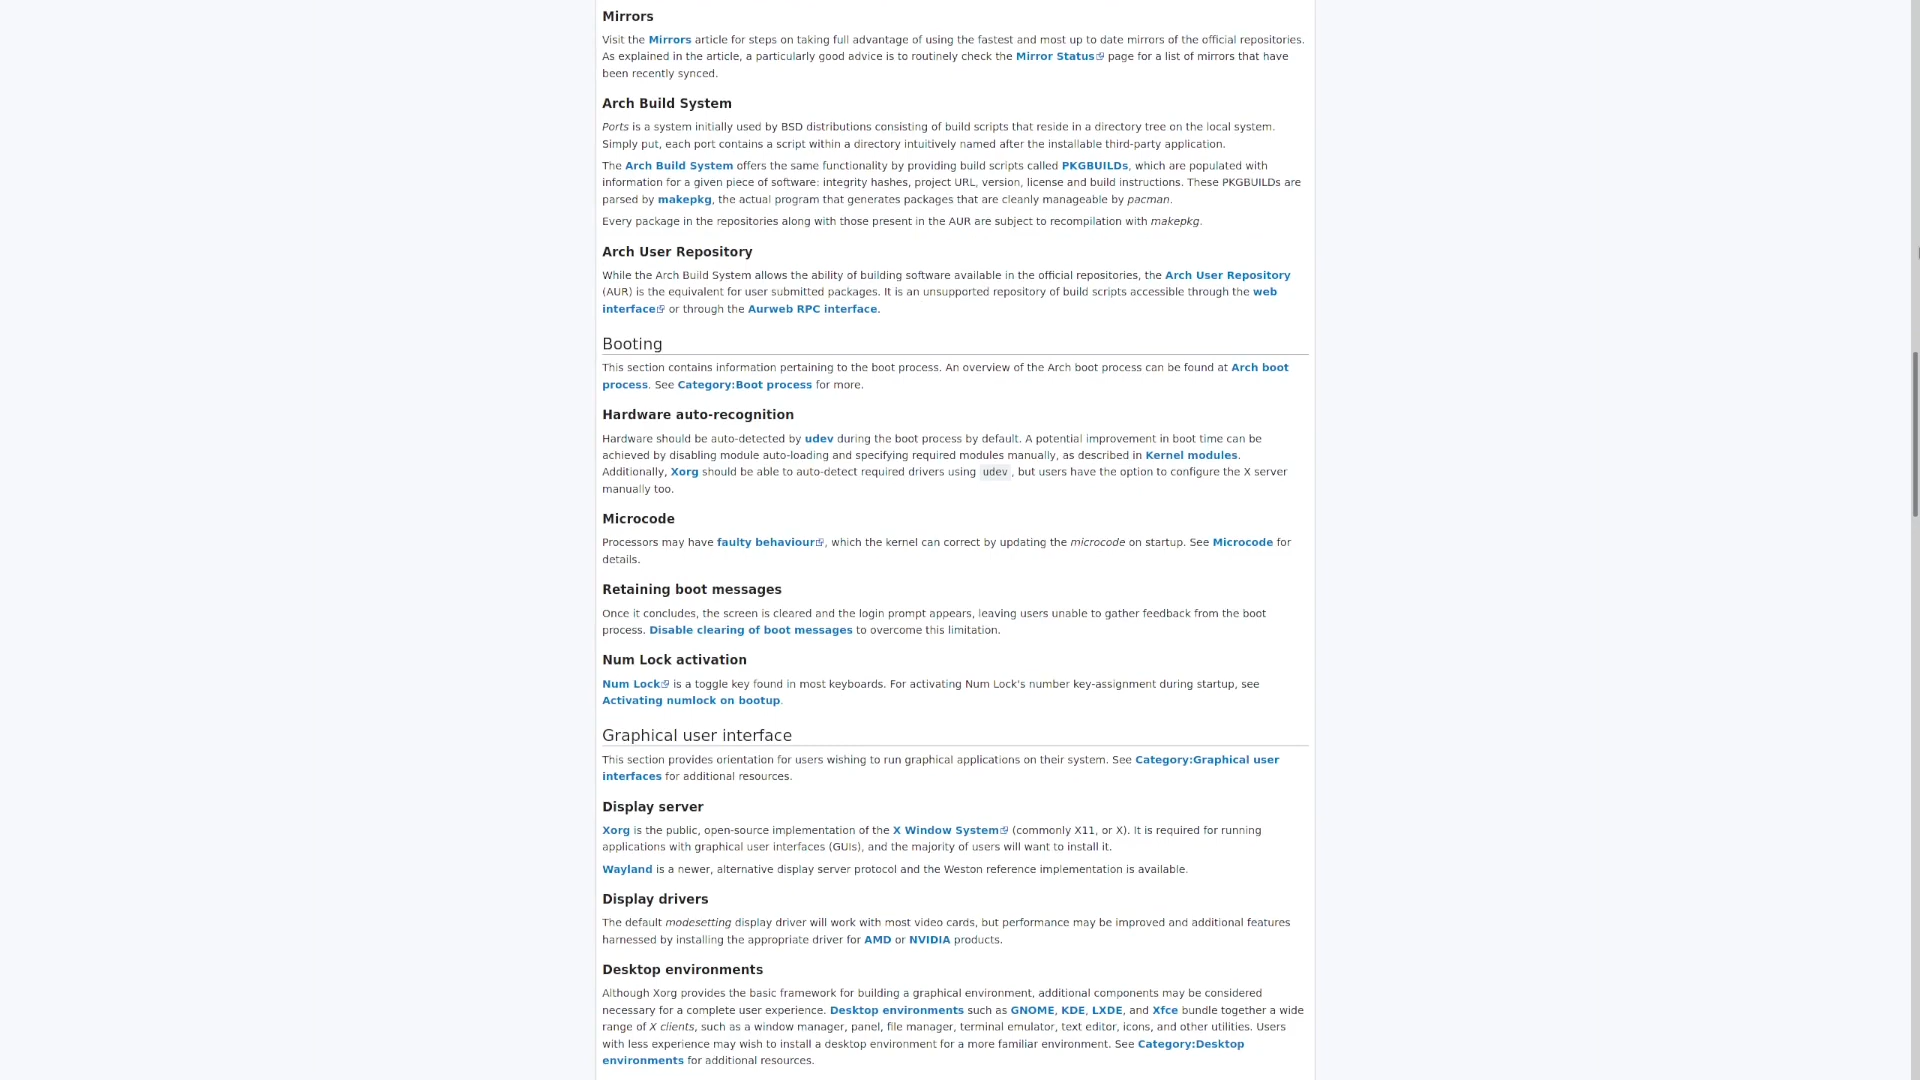 Mirrors
Visit the Mirrors article for steps on taking full advantage of using the fastest and most up to date mirrors of the official repositories.
As explained in the article, a particularly good advice is to routinely check the Mirror Status page for a list of mirrors that have
been recently synced.
Arch Build System
Ports is a system initially used by BSD distributions consisting of build scripts that reside in a directory tree on the local system.
Simply put, each port contains a script within a directory intuitively named after the installable third-party application.
The Arch Build System offers the same functionality by providing build scripts called PKGBUILDs, which are populated with
information for a given piece of software: integrity hashes, project URL, version, license and build instructions. These PKGBUILDs are
parsed by makepkg, the actual program that generates packages that are cleanly manageable by pacman.
Every package in the repositories along with those present in the AUR are subject to recompilation with makepkg.
Arch User Repository
While the Arch Build System allows the ability of building software available in the official repositories, the Arch User Repository
(AUR) is the equivalent for user submitted packages. It is an unsupported repository of build scripts accessible through the web
interface or through the Aurweb RPC interface.
Booting
This section contains information pertaining to the boot process. An overview of the Arch boot process can be found at Arch boot
process. See Category:Boot process for more.
Hardware auto-recognition
Hardware should be auto-detected by udev during the boot process by default. A potential improvement in boot time can be
achieved by disabling module auto-loading and specifying required modules manually, as described in Kernel modules.
Additionally, Xorg should be able to auto-detect required drivers using udev, but users have the option to configure the X server
manually too.
Microcode
Processors may have faulty behaviour, which the kernel can correct by updating the microcode on startup. See Microcode for
details.
Retaining boot messages
Once it concludes, the screen is cleared and the login prompt appears, leaving users unable to gather feedback from the boot
process. Disable clearing of boot messages to overcome this limitation.
Num Lock activation
Num Lock is a toggle key found in most keyboards. For activating Num Lock's number key-assignment during startup, see
Activating numlock on bootup.
Graphical user interface
This section provides orientation for users wishing to run graphical applications on their system. See Category:Graphical user
interfaces for additional resources.
Display server
Xorg is the public, open-source implementation of the X Window System (commonly X11, or X). It is required for running
applications with graphical user interfaces (GUIs), and the majority of users will want to install it.
Wayland is a newer, alternative display server protocol and the Weston reference implementation is available.
Display drivers
The default modesetting display driver will work with most video cards, but performance may be improved and additional features
harnessed by installing the appropriate driver for AMD or NVIDIA products.
Desktop environments
Although Xorg provides the basic framework for building a graphical environment, additional components may be considered
necessary for a complete user experience. Desktop environments such as GNOME, KDE, LXDE, and Xfce bundle together a wide
range of X clients, such as a window manager, panel, file manager, terminal emulator, text editor, icons, and other utilities. Users
with less experience may wish to install a desktop environment for a more familiar environment. See Category:Desktop
environments for additional resources.